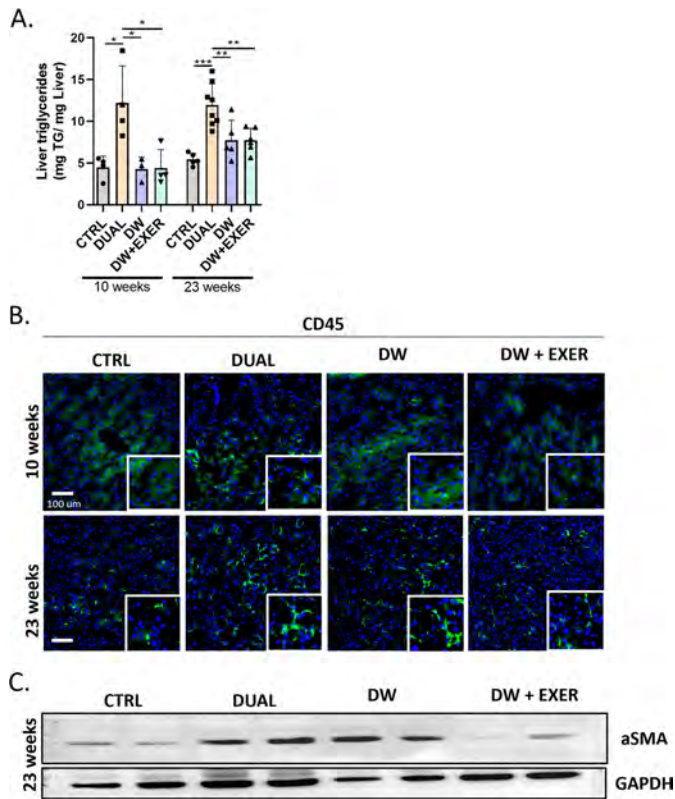 A.
Liver triglycerides
(mg TG/ mg Liver)
20
15
10
5
0
* * *
*** ** **
CTRL DUAL DW DW+EXER CTRL DUAL DW DW+EXER
10 weeks 23 weeks
B.
CD45
CTRL DUAL DW DW + EXER
10 weeks
100 um
23 weeks
C.
CTRL DUAL DW DW + EXER
23 weeks
aSMA
GAPDH